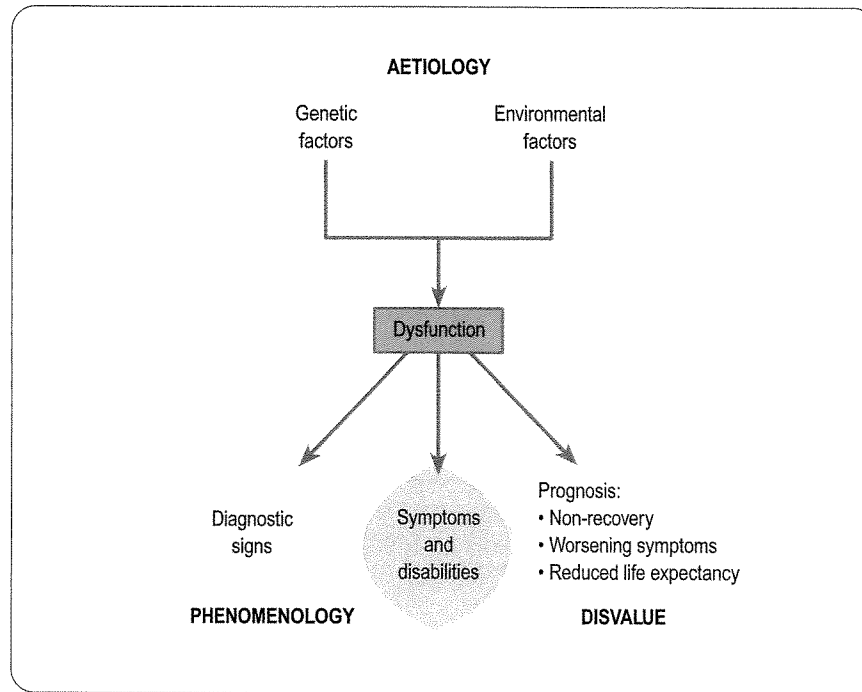 AETIOLOGY
Genetic
factors
Environmental
factors
Dysfunction
Diagnostic
signs
Symptoms
and
disabilities
Prognosis:
• Non-recovery
• Worsening symptoms
• Reduced life expectancy
PHENOMENOLOGY
DISVALUE